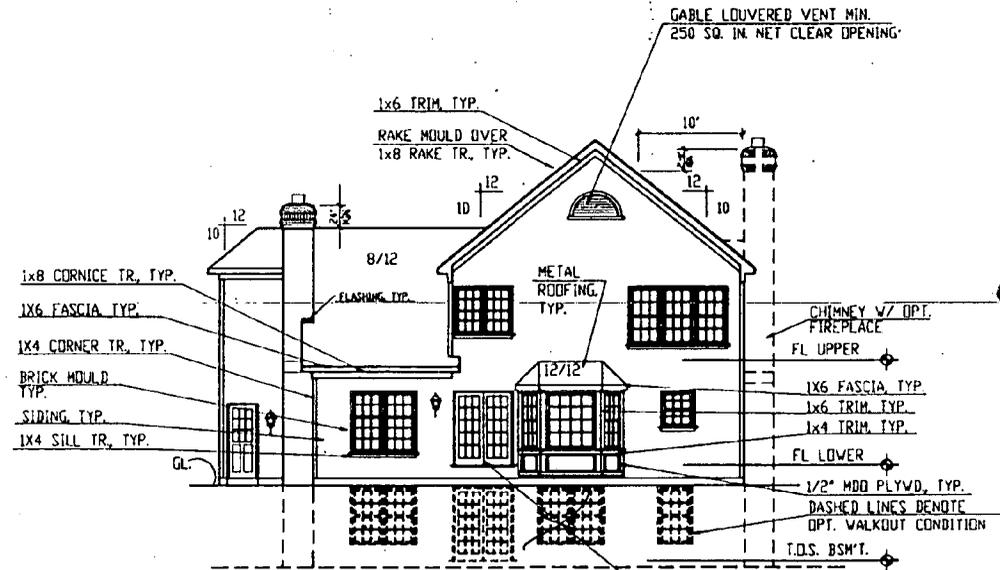 GABLE LOUVERED VENT MIN.
250 SQ. IN. NET CLEAR OPENING
1x6 TRIM, TYP.
RAKE MOULD OVER
1x8 RAKE TR., TYP.
10'
12
10
12
10
12
10
24"
8/12
METAL
ROOFING,
TYP.
FLASHING, TYP.
1x8 CORNICE TR., TYP.
1X6 FASCIA, TYP.
1X4 CORNER TR., TYP.
BRICK MOULD
TYP.
SIDING, TYP.
1X4 SILL TR., TYP.
GL.
12/12
CHIMNEY W/ OPT.
FIREPLACE
FL UPPER
1X6 FASCIA, TYP.
1x6 TRIM, TYP.
1x4 TRIM, TYP.
FL LOWER
1/2" MDO PLYWD, TYP.
DASHED LINES DENOTE
OPT. WALKOUT CONDITION
T.O.S. BSM'T.